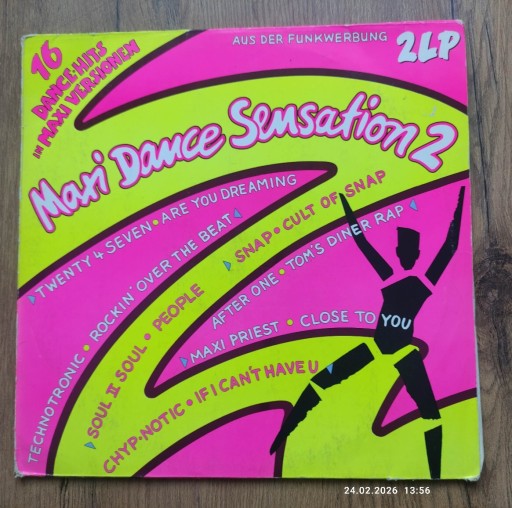 AUS DER FUNKWERBUNG
2LP
16
DANCE-HITS
IN MAXI VERSIONEN
Maxi Dance Sensation 2
TWENTY 4 SEVEN • ARE YOU DREAMING
TECHNOTRONIC • ROCKIN' OVER THE BEAT
SNAP • CULT OF SNAP
SOUL II SOUL • PEOPLE
AFTER ONE • TOM'S DINER RAP
MAXI PRIEST • CLOSE TO YOU
CHYP-NOTIC • IF I CAN'T HAVE U
24.02.2026 13:56